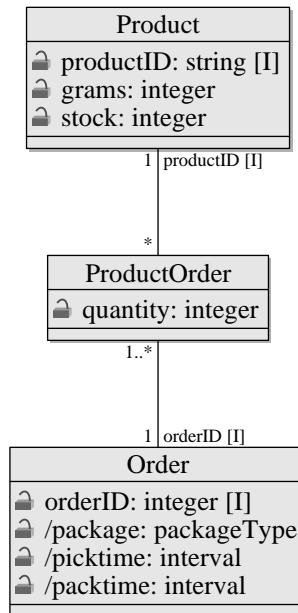 Product
productID: string [I]
grams: integer
stock: integer
1 productID [I]
*
ProductOrder
quantity: integer
1..*
1 orderID [I]
Order
orderID: integer [I]
/package: packageType
/picktime: interval
/packtime: interval